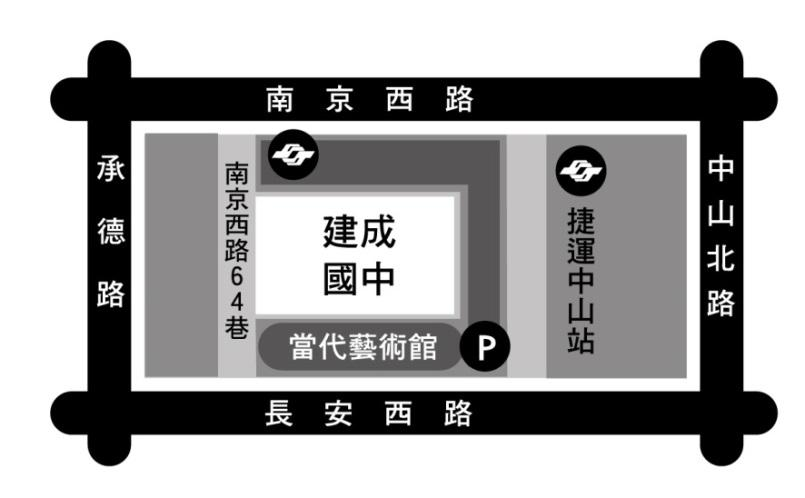 南京西路
承德路
南京西路64巷
建成
國中
捷運中山站
中山北路
當代藝術館
P
長安西路